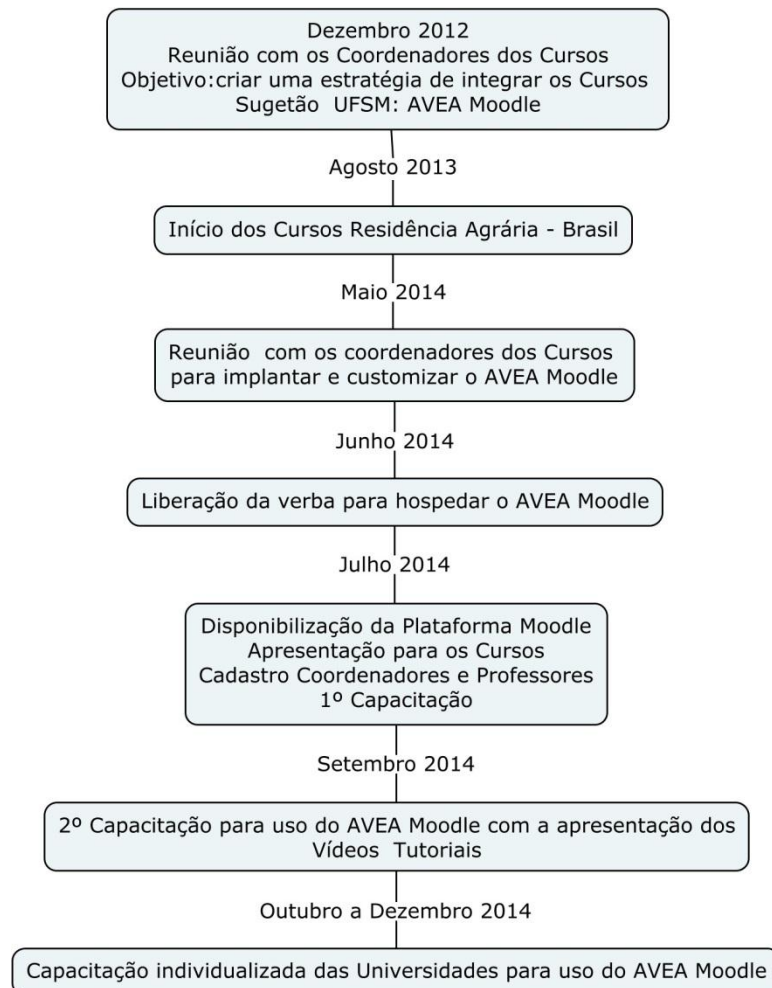 Dezembro 2012
Reunião com os Coordenadores dos Cursos
Objetivo:criar uma estratégia de integrar os Cursos
Sugetão UFSM: AVEA Moodle
Agosto 2013
Início dos Cursos Residência Agrária - Brasil
Maio 2014
Reunião com os coordenadores dos Cursos
para implantar e customizar o AVEA Moodle
Junho 2014
Liberação da verba para hospedar o AVEA Moodle
Julho 2014
Disponibilização da Plataforma Moodle
Apresentação para os Cursos
Cadastro Coordenadores e Professores
1º Capacitação
Setembro 2014
2º Capacitação para uso do AVEA Moodle com a apresentação dos
Vídeos Tutoriais
Outubro a Dezembro 2014
Capacitação individualizada das Universidades para uso do AVEA Moodle